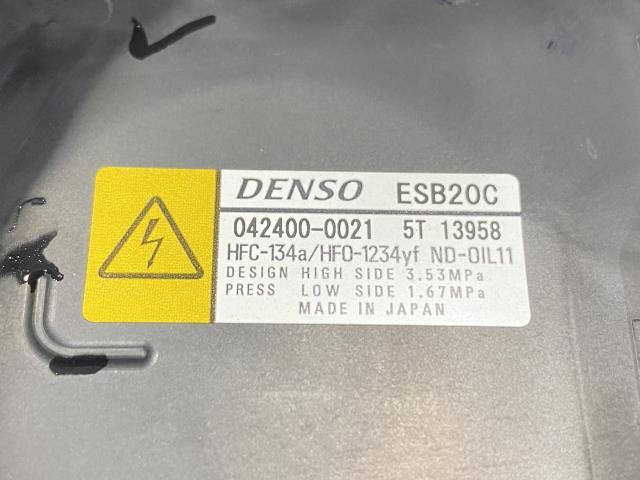 DENSO ESB20C
042400-0021 5T 13958
HFC-134a/HFO-1234yf ND-OIL11
DESIGN HIGH SIDE 3.53MPa
PRESS LOW SIDE 1.67MPa
MADE IN JAPAN